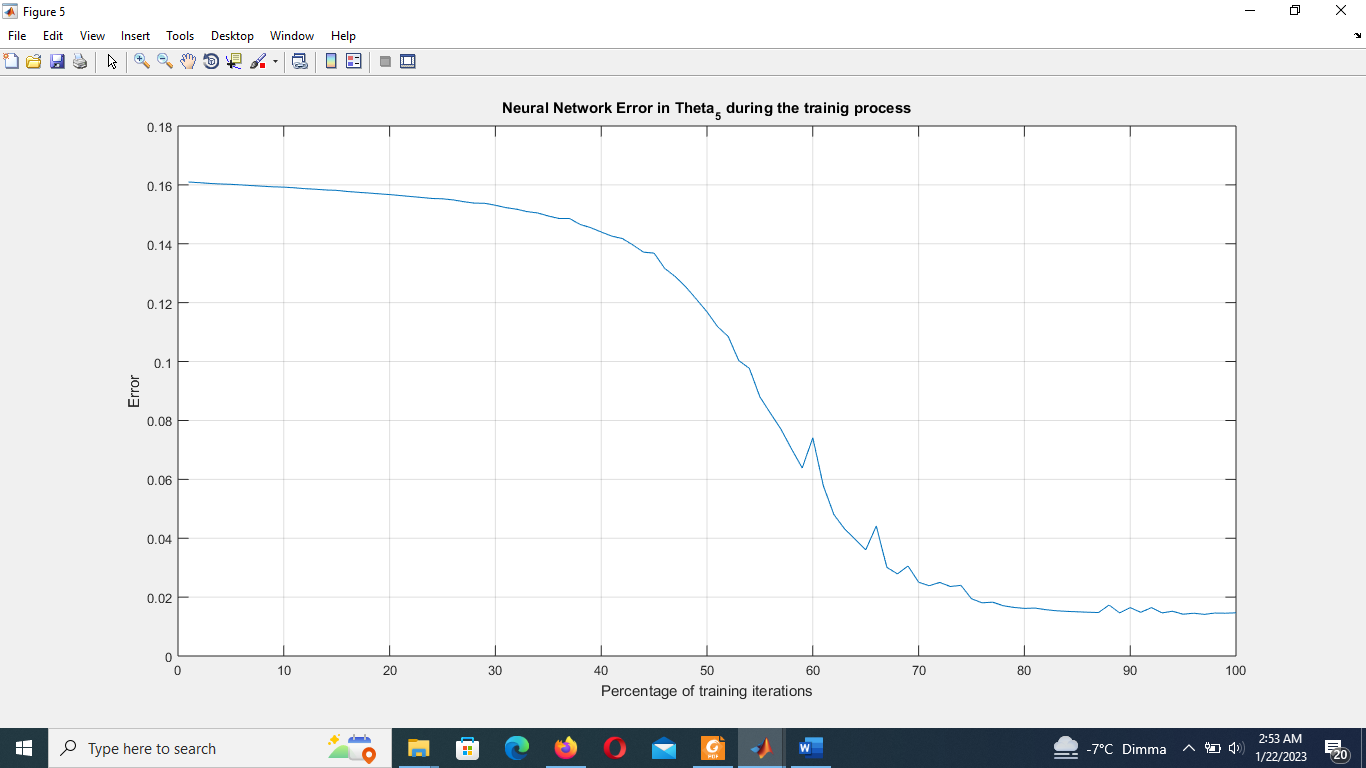 Figure 5
File Edit View Insert Tools Desktop Window Help
Neural Network Error in Theta5 during the trainig process
0.18
0.16
0.14
0.12
0.1
0.08
0.06
0.04
0.02
0
Error
0 10 20 30 40 50 60 70 80 90 100
Percentage of training iterations
Type here to search
G
PDF
W
-7°C Dimma
2:53 AM
1/22/2023
20